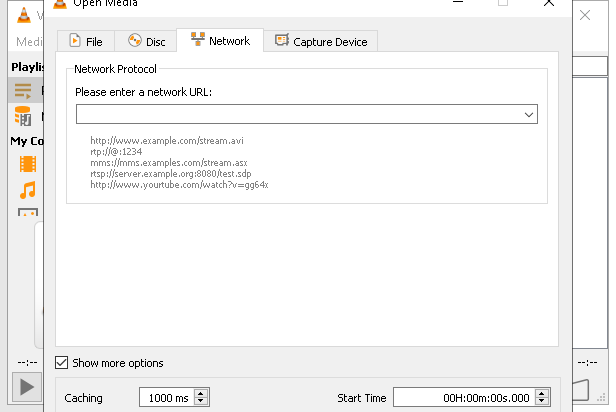 Open Media
Medi
File
Disc
Network
Capture Device
Playlis
Network Protocol
Please enter a network URL:
My Co
http://www.example.com/stream.avi
rtp://@:1234
mms://mms.examples.com/stream.asx
rtsp://server.example.org:8080/test.sdp
http://www.yourtube.com/watch?v=gg64x
--:--
Show more options
--:--
Caching
1000 ms
Start Time
00H:00m:00s.000